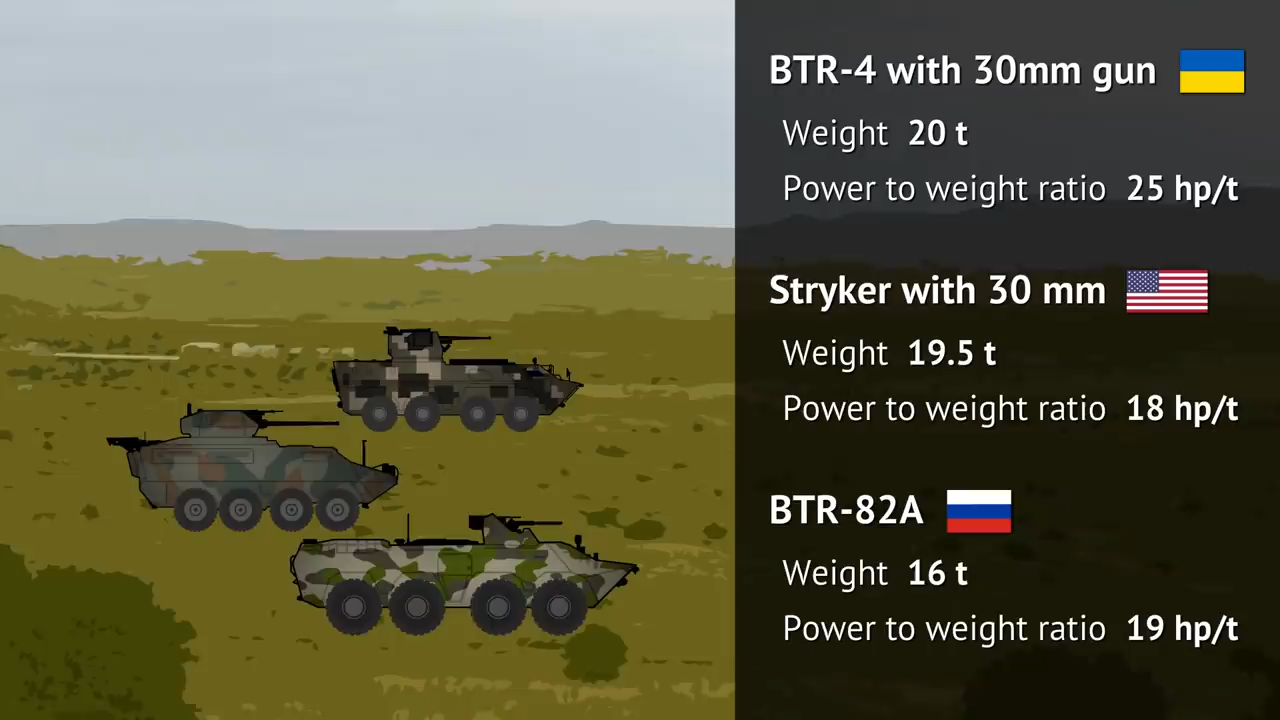 BTR-4 with 30mm gun
Weight 20 t
Power to weight ratio 25 hp/t
Stryker with 30 mm
Weight 19.5 t
Power to weight ratio 18 hp/t
BTR-82A
Weight 16 t
Power to weight ratio 19 hp/t